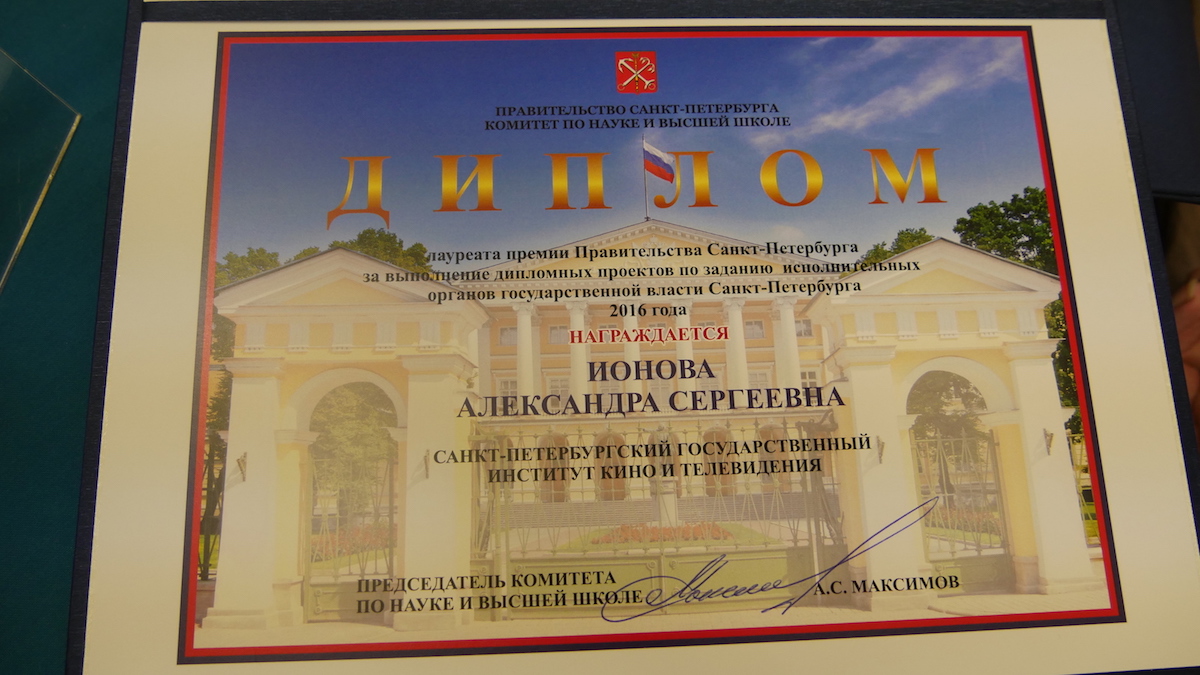 ПРАВИТЕЛЬСТВО САНКТ-ПЕТЕРБУРГА
КОМИТЕТ ПО НАУКЕ И ВЫСШЕЙ ШКОЛЕ
ДИПЛОМ
лауреата премии Правительства Санкт-Петербурга
за выполнение дипломных проектов по заданию исполнительных
органов государственной власти Санкт-Петербурга
2016 года
НАГРАЖДАЕТСЯ
ИОНОВА
АЛЕКСАНДРА СЕРГЕЕВНА
САНКТ-ПЕТЕРБУРГСКИЙ ГОСУДАРСТВЕННЫЙ
ИНСТИТУТ КИНО И ТЕЛЕВИДЕНИЯ
ПРЕДСЕДАТЕЛЬ КОМИТЕТА
ПО НАУКЕ И ВЫСШЕЙ ШКОЛЕ А.С. МАКСИМОВ